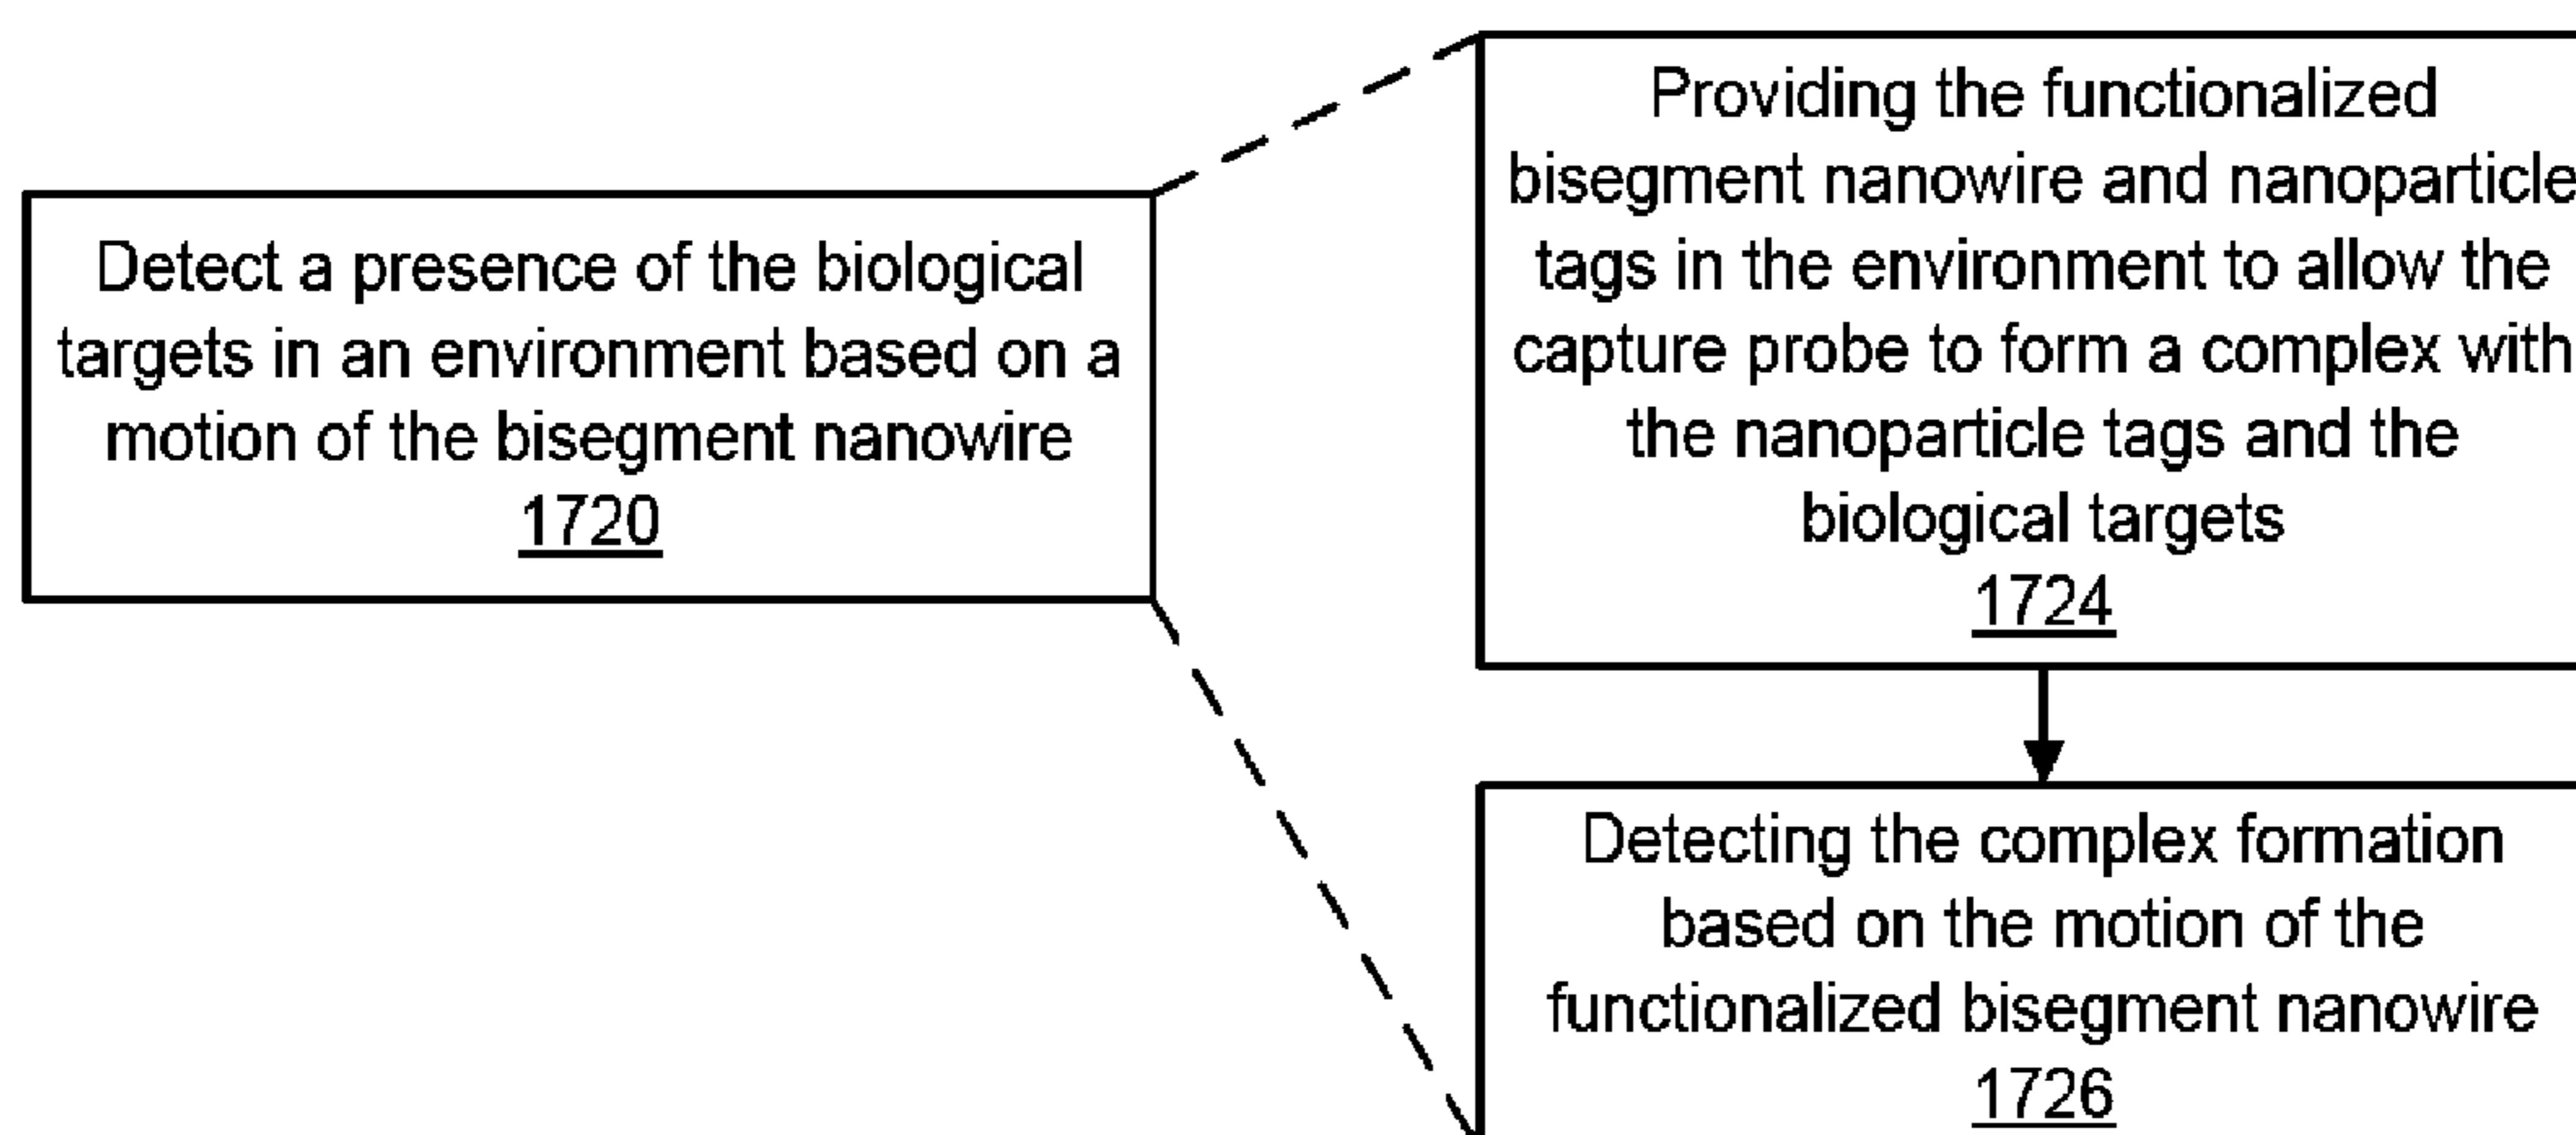 Detect a presence of the biological
targets in an environment based on a
motion of the bisegment nanowire
1720
Providing the functionalized
bisegment nanowire and nanoparticle
tags in the environment to allow the
capture probe to form a complex with
the nanoparticle tags and the
biological targets
1724
Detecting the complex formation
based on the motion of the
functionalized bisegment nanowire
1726